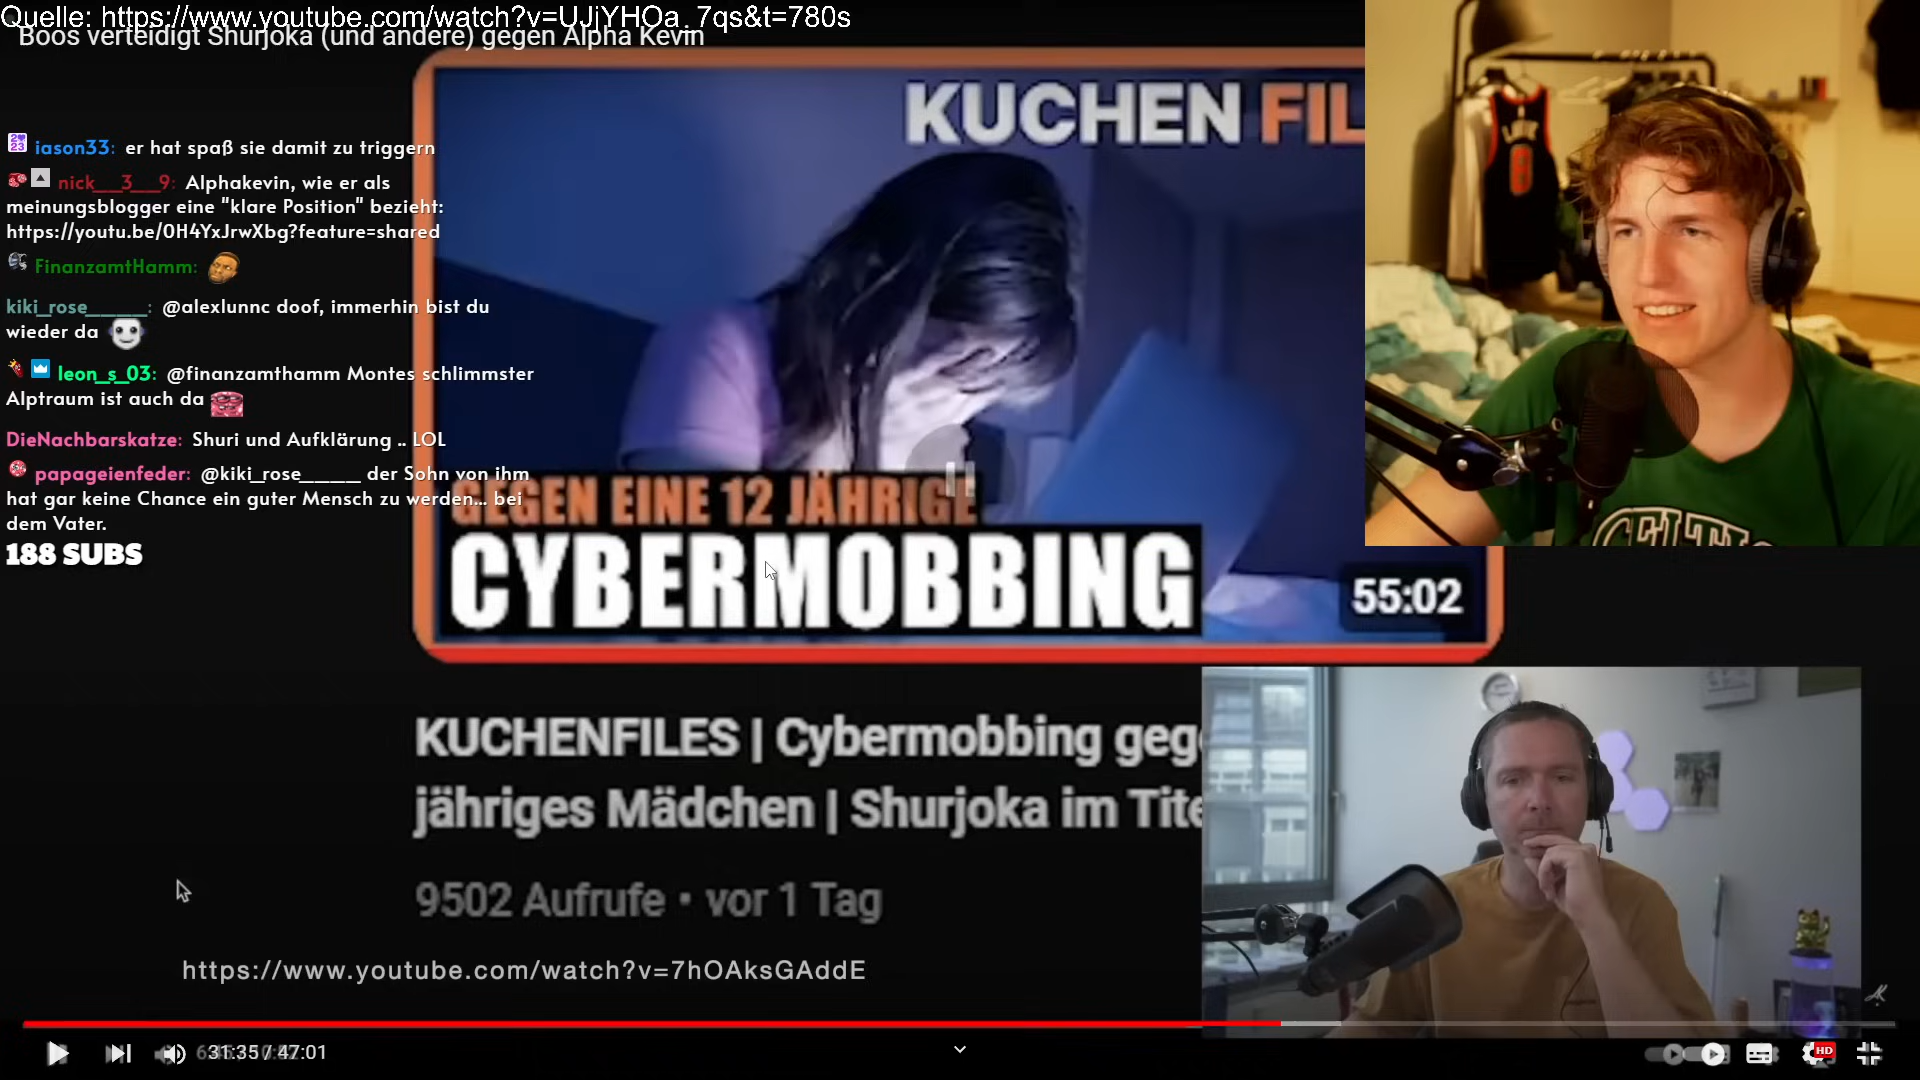 Quelle: https://www.youtube.com/watch?v=UJjYHOa_7qs&t=780s
Boos verteidigt Shurjoka (und andere) gegen Alpha Kevin
KUCHEN FIL
iason33: er hat spaß sie damit zu triggern
nick__3__9: Alphakevin, wie er als
meinungsblogger eine "klare Position" bezieht:
https://youtu.be/0H4YxJrwXbg?feature=shared
FinanzamtHamm:
kiki_rose_____: @alexlunnc doof, immerhin bist du
wieder da
leon_s_03: @finanzamthamm Montes schlimmster
Alptraum ist auch da
DieNachbarskatze: Shuri und Aufklärung .. LOL
papageienfeder: @kiki_rose_____ der Sohn von ihm
hat gar keine Chance ein guter Mensch zu werden... bei
dem Vater.
188 SUBS
GEGEN EINE 12 JÄHRIGE
CYBERMOBBING
55:02
KUCHENFILES | Cybermobbing geg
jähriges Mädchen | Shurjoka im Tite
9502 Aufrufe • vor 1 Tag
https://www.youtube.com/watch?v=7hOAksGAddE
31:35 / 47:01
HD